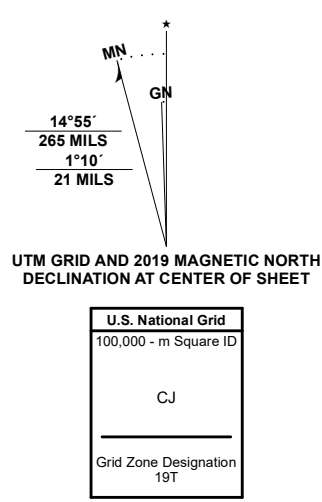 ★
MN
GN
14°55´
265 MILS
1°10´
21 MILS
UTM GRID AND 2019 MAGNETIC NORTH
DECLINATION AT CENTER OF SHEET
U.S. National Grid
100,000 - m Square ID
CJ
Grid Zone Designation
19T